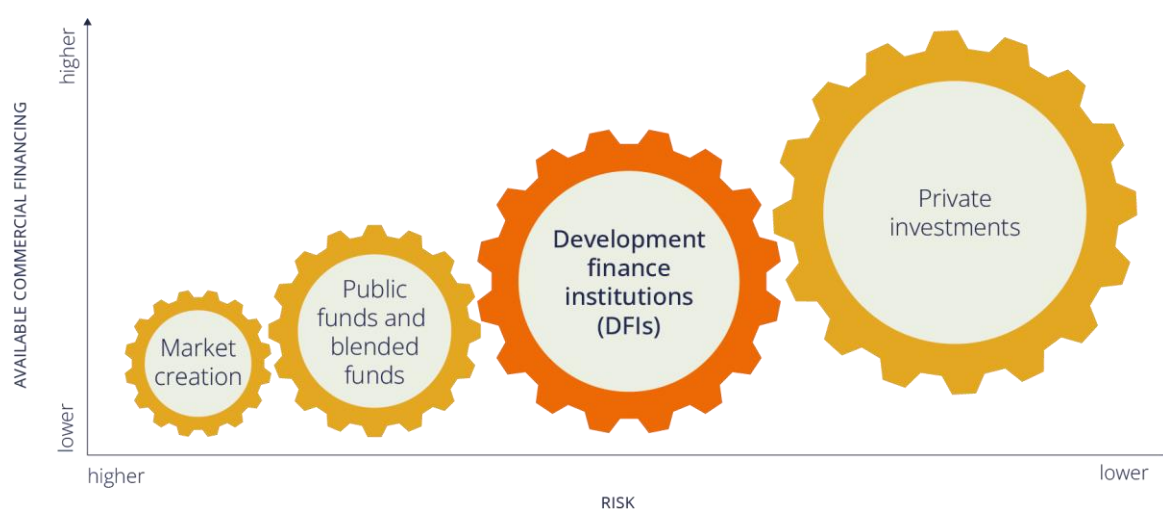 AVAILABLE COMMERCIAL FINANCING
higher
lower
Market
creation
Public
funds and
blended
funds
Development
finance
institutions
(DFIs)
Private
investments
higher
lower
RISK